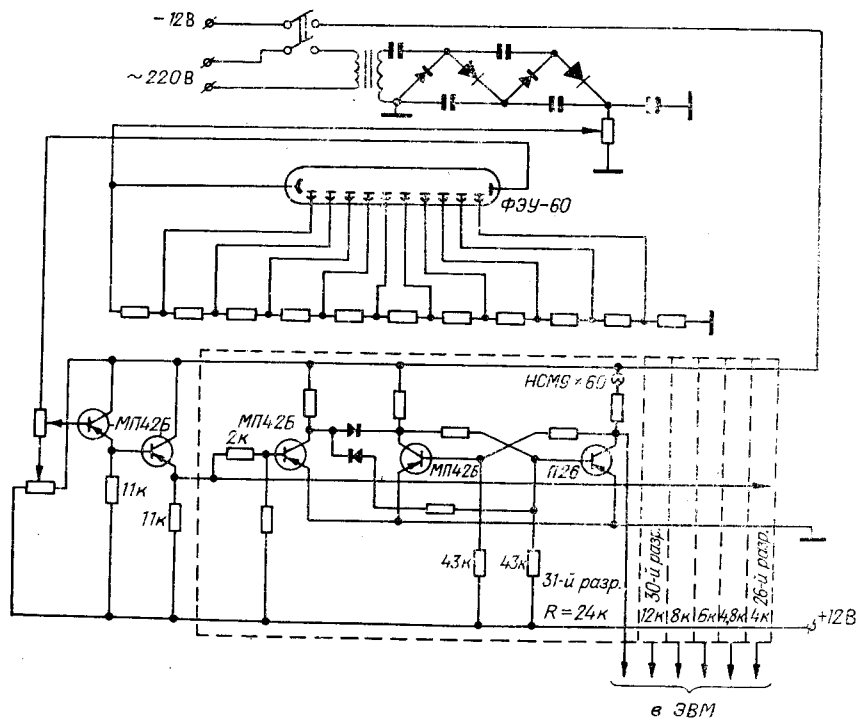 -12В
~220В
ФЭУ-60
НСМ9×60
МП42Б
МП42Б
2к
МП42Б
П26
11к
11к
43к
43к
31-й разр.
R=24к
30-й разр.
26-й разр.
12к
8к
6к
4,8к
4к
+12В
в ЭВМ